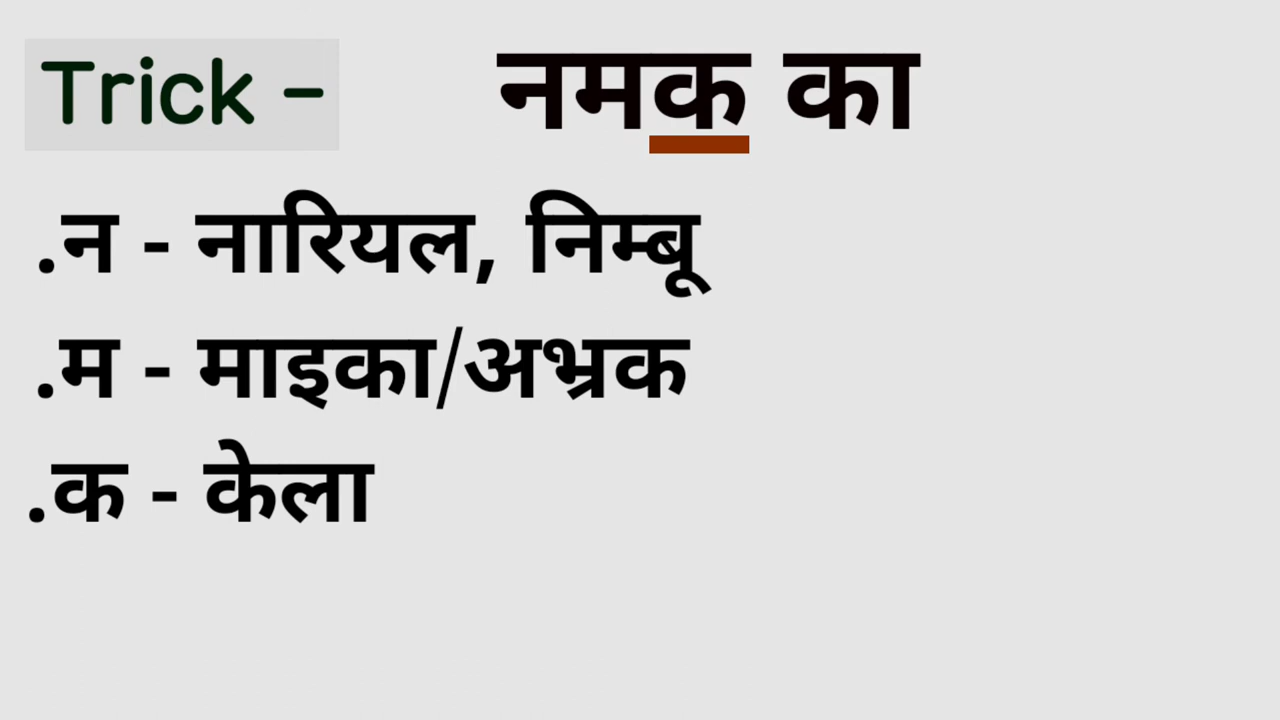 Trick - नमक का
.न - नारियल, निम्बू
.म - माइका/अभ्रक
.क - केला